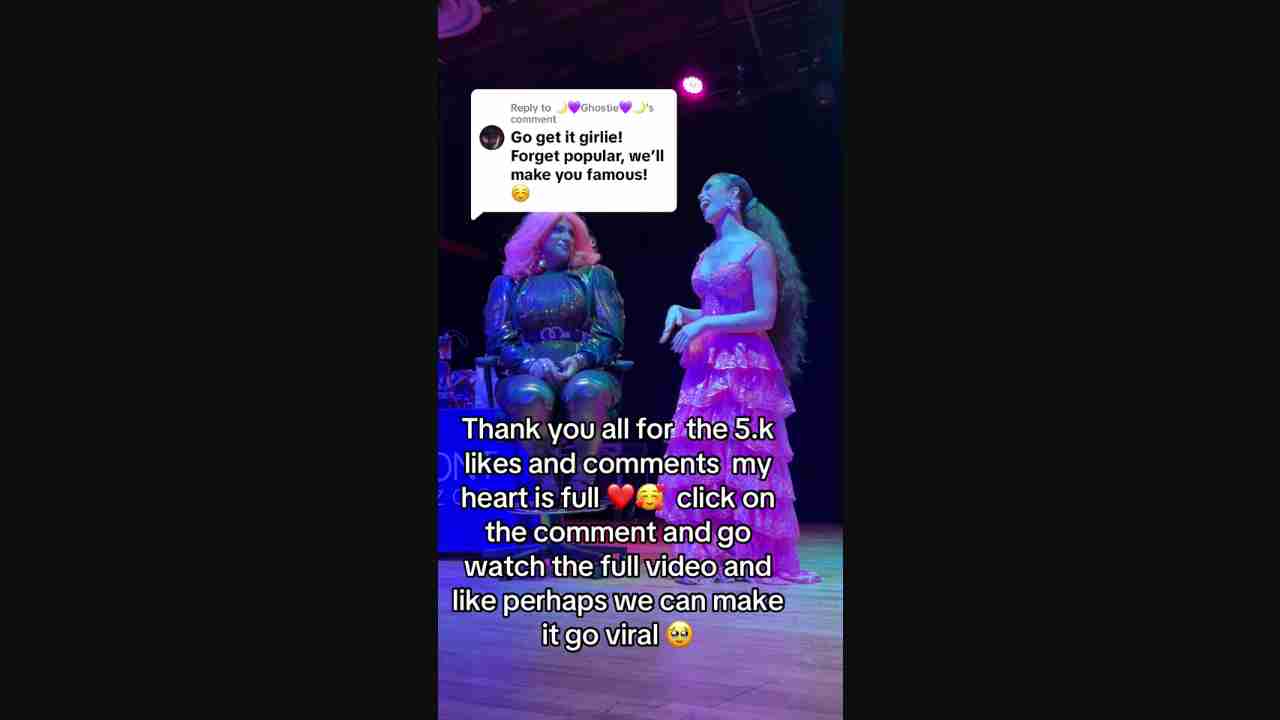 Reply to 🌙💜Ghostie💜🌙's
comment
Go get it girlie!
Forget popular, we'll
make you famous!
☺️
Thank you all for the 5.k
likes and comments my
heart is full ❤️🥰 click on
the comment and go
watch the full video and
like perhaps we can make
it go viral 🥹